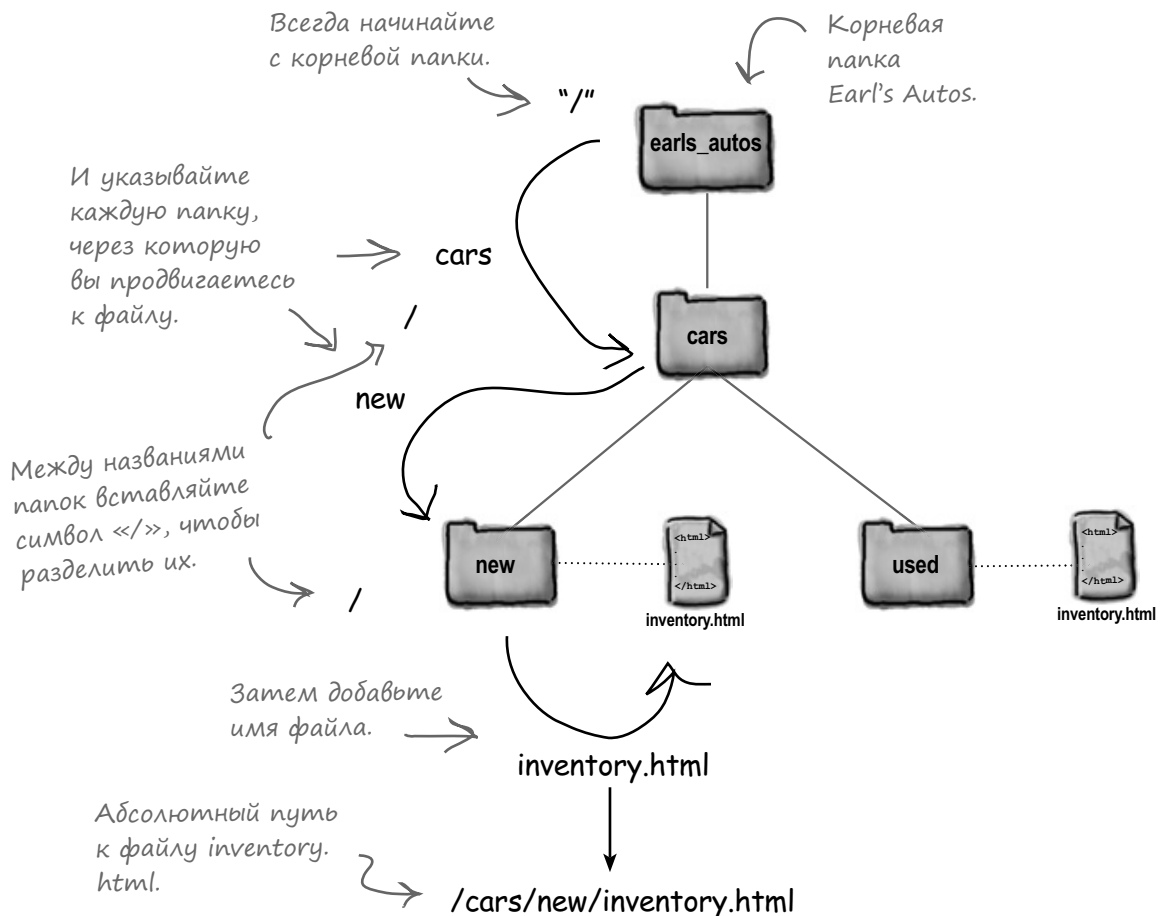 Всегда начинайте
с корневой папки.
Корневая
папка
Earl's Autos.
"/"
earls_autos
И указывайте
каждую папку,
через которую
вы продвигаетесь
к файлу.
cars
/
cars
new
Между названиями
папок вставляйте
символ «/», чтобы
разделить их.
/
new
<html>
.
.
</html>
inventory.html
used
<html>
.
.
</html>
inventory.html
Затем добавьте
имя файла.
inventory.html
Абсолютный путь
к файлу inventory.
html.
/cars/new/inventory.html